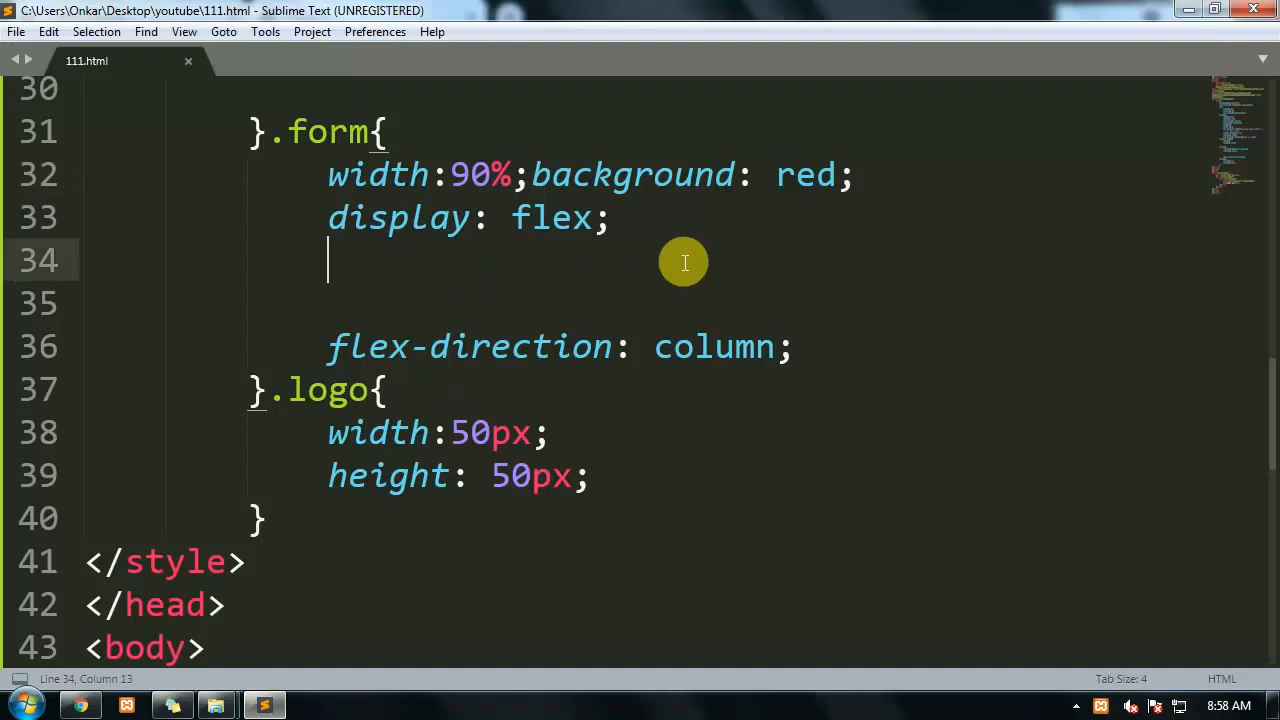 C:\Users\Onkar\Desktop\youtube\111.html - Sublime Text (UNREGISTERED)
File Edit Selection Find View Goto Tools Project Preferences Help
111.html
30
31 }.form{
32 width:90%;background: red;
33 display: flex;
34
35
36 flex-direction: column;
37 }.logo{
38 width:50px;
39 height: 50px;
40 }
41 </style>
42 </head>
43 <body>
Line 34, Column 13 Tab Size: 4 HTML
8:58 AM